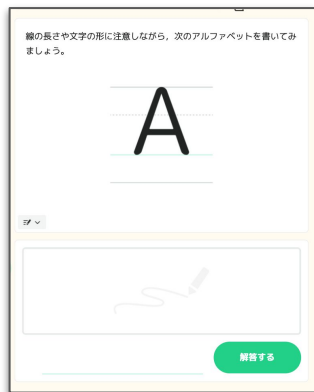 線の長さや文字の形に注意しながら，次のアルファベットを書いてみ
ましょう。
A
解答する